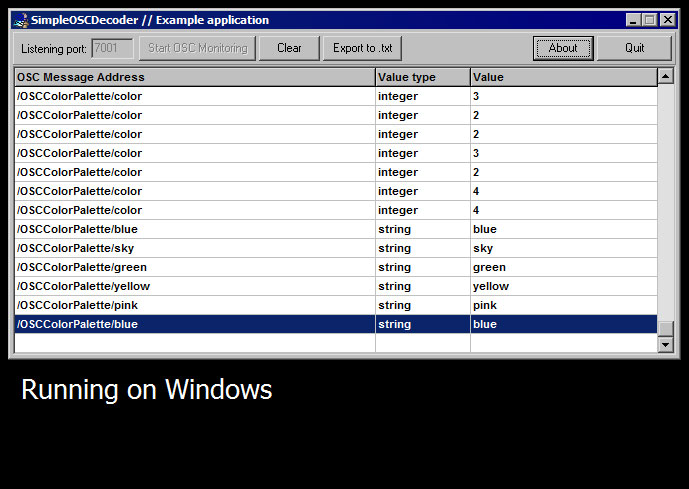 SimpleOSCDecoder // Example application
Listening port: 7001 Start OSC Monitoring Clear Export to .txt About Quit
OSC Message Address Value type Value
/OSCColorPalette/color integer 3
/OSCColorPalette/color integer 2
/OSCColorPalette/color integer 2
/OSCColorPalette/color integer 3
/OSCColorPalette/color integer 2
/OSCColorPalette/color integer 4
/OSCColorPalette/color integer 4
/OSCColorPalette/blue string blue
/OSCColorPalette/sky string sky
/OSCColorPalette/green string green
/OSCColorPalette/yellow string yellow
/OSCColorPalette/pink string pink
/OSCColorPalette/blue string blue
Running on Windows